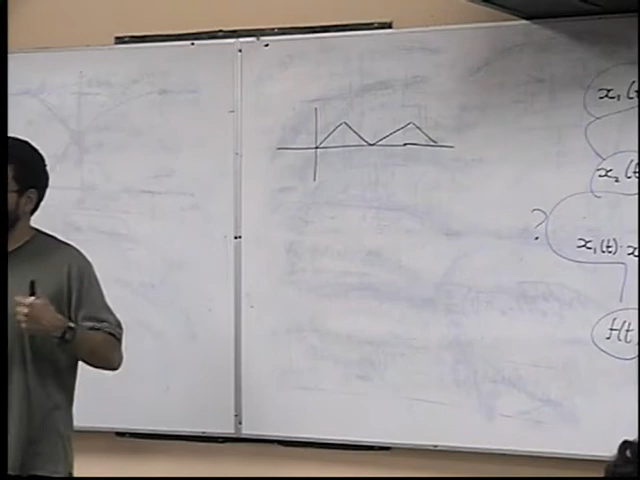 x₁(t
x₂(t
?
x₁(t)·x
f(t